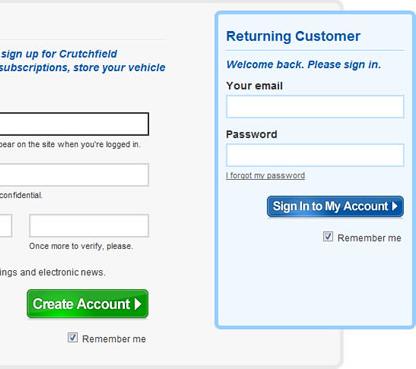 sign up for Crutchfield
subscriptions, store your vehicle
pear on the site when you're logged in.
confidential.
Once more to verify, please.
ings and electronic news.
Create Account
Remember me
Returning Customer
Welcome back. Please sign in.
Your email
Password
I forgot my password
Sign In to My Account
Remember me